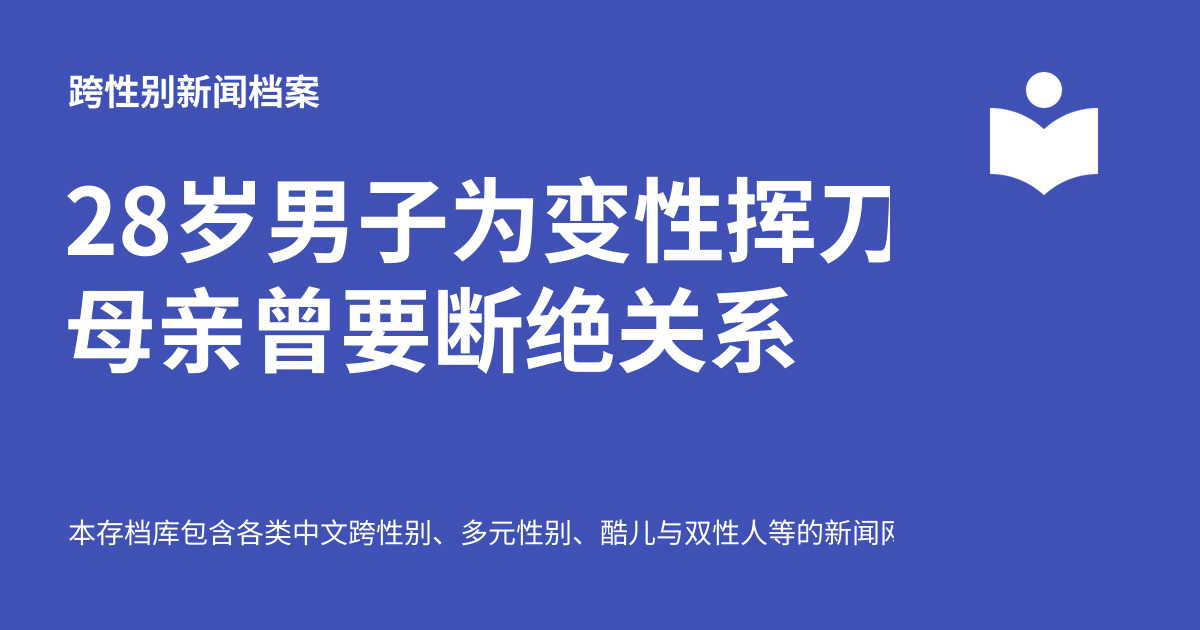 跨性别新闻档案
28岁男子为变性挥刀
母亲曾要断绝关系
本存档库包含各类中文跨性别、多元性别、酷儿与双性人等的新闻网